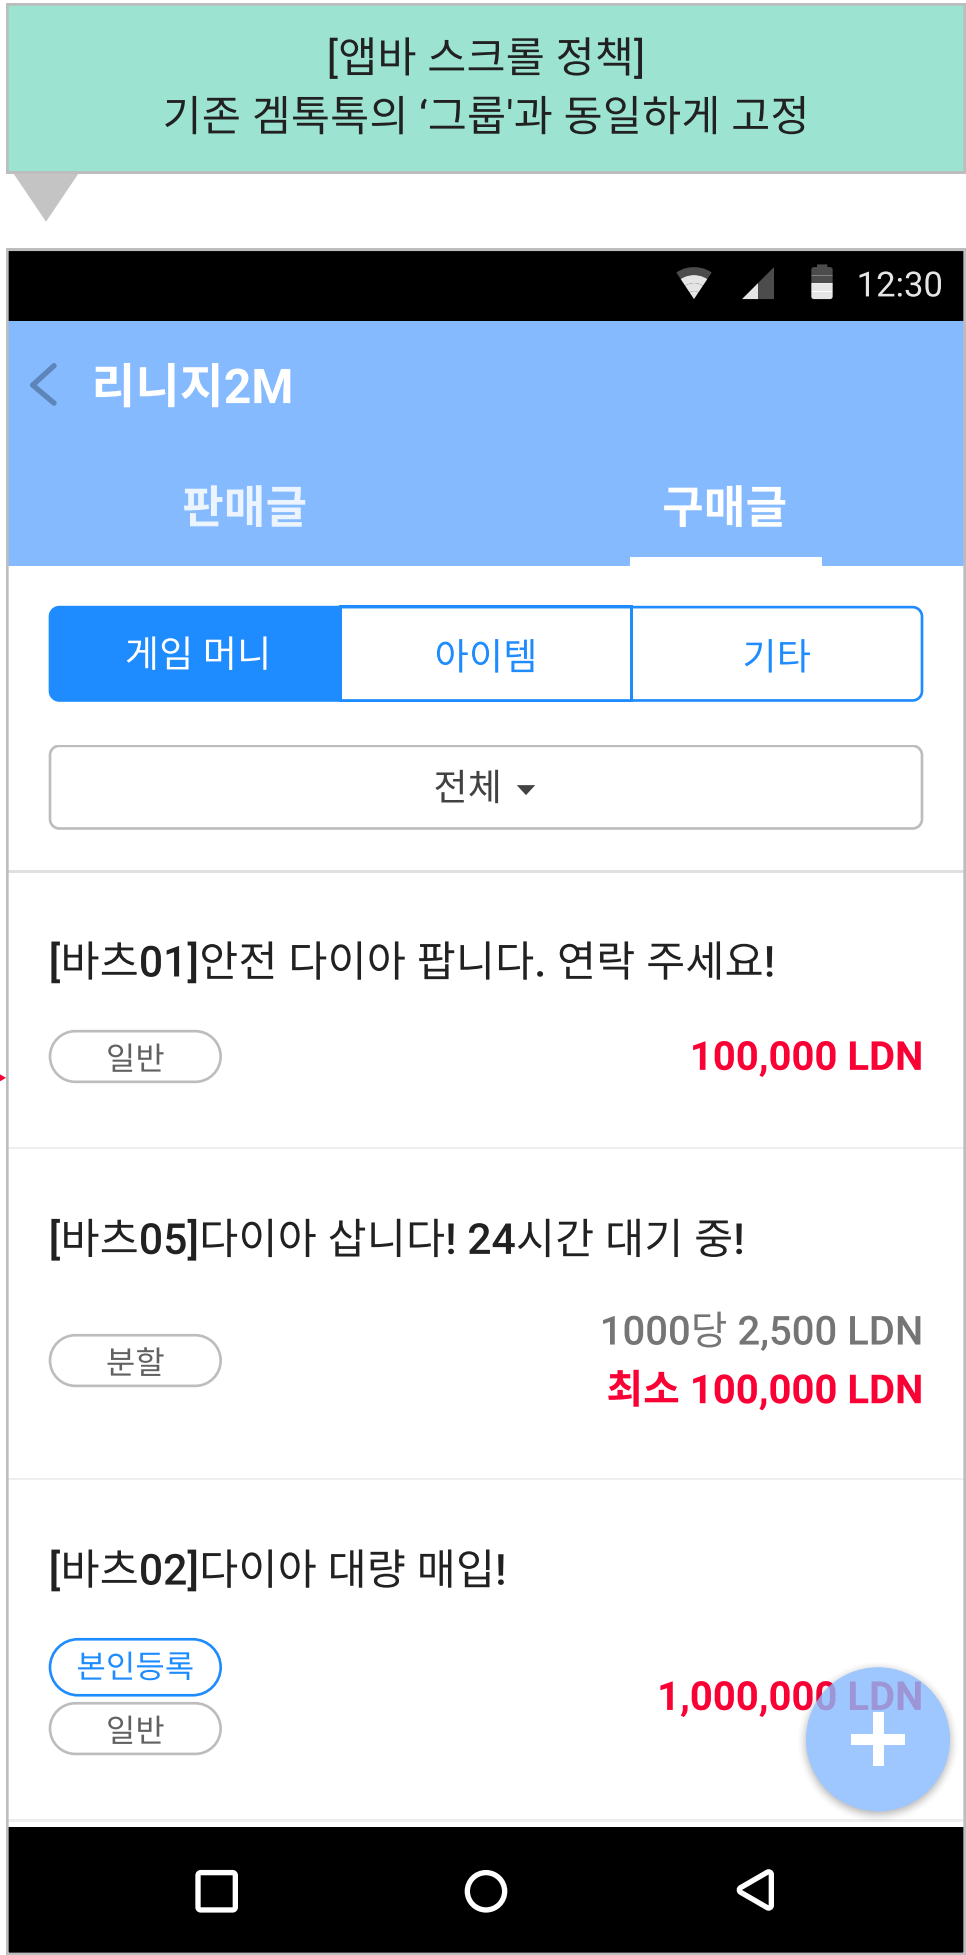 [앱바 스크롤 정책]
기존 겜톡톡의 ‘그룹'과 동일하게 고정
12:30
리니지2M
판매글 구매글
게임 머니 아이템 기타
전체
[바츠01]안전 다이아 팝니다. 연락 주세요!
일반 100,000 LDN
[바츠05]다이아 삽니다! 24시간 대기 중!
1000당 2,500 LDN
분할
최소 100,000 LDN
[바츠02]다이아 대량 매입!
본인등록
1,000,000 LDN
일반